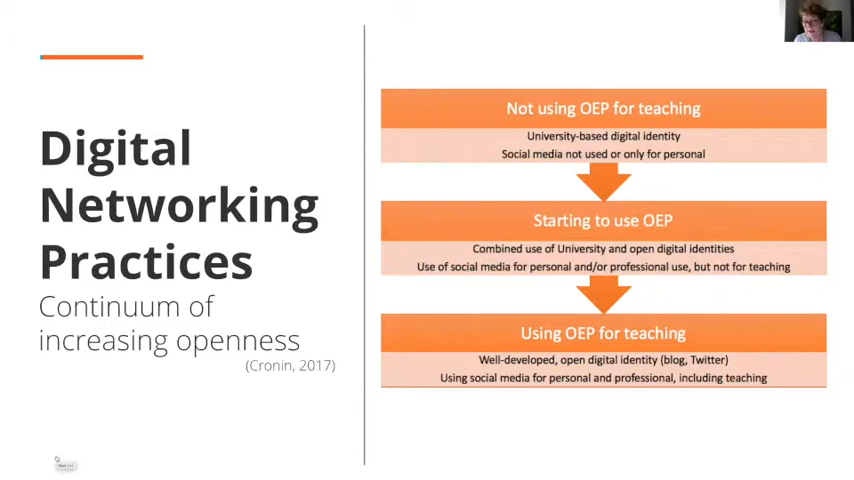 Digital
Networking
Practices
Continuum of
increasing openness
(Cronin, 2017)
Not using OEP for teaching
University-based digital identity
Social media not used or only for personal
Starting to use OEP
Combined use of University and open digital identities
Use of social media for personal and/or professional use, but not for teaching
Using OEP for teaching
Well-developed, open digital identity (blog, Twitter)
Using social media for personal and professional, including teaching